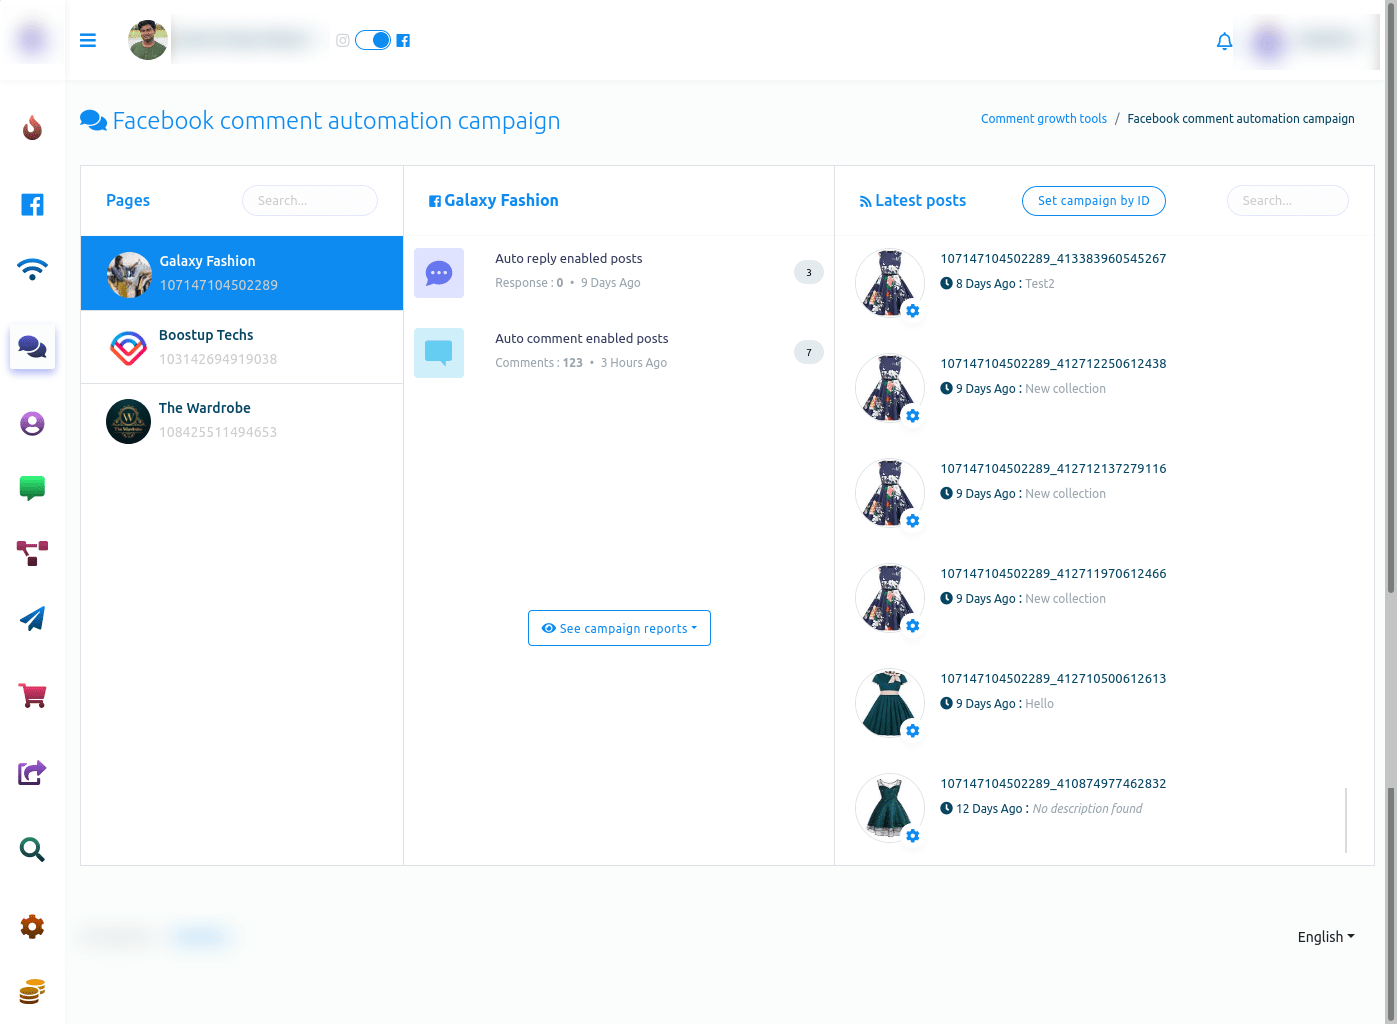 Facebook comment automation campaign
Comment growth tools / Facebook comment automation campaign
Pages
Search...
Galaxy Fashion
107147104502289
Boostup Techs
103142694919038
The Wardrobe
108425511494653
Galaxy Fashion
Auto reply enabled posts
Response : 0 • 9 Days Ago
3
Auto comment enabled posts
Comments : 123 • 3 Hours Ago
7
See campaign reports
Latest posts
Set campaign by ID
Search...
107147104502289_413383960545267
8 Days Ago : Test2
107147104502289_412712250612438
9 Days Ago : New collection
107147104502289_412712137279116
9 Days Ago : New collection
107147104502289_412711970612466
9 Days Ago : New collection
107147104502289_412710500612613
9 Days Ago : Hello
107147104502289_410874977462832
12 Days Ago : No description found
English